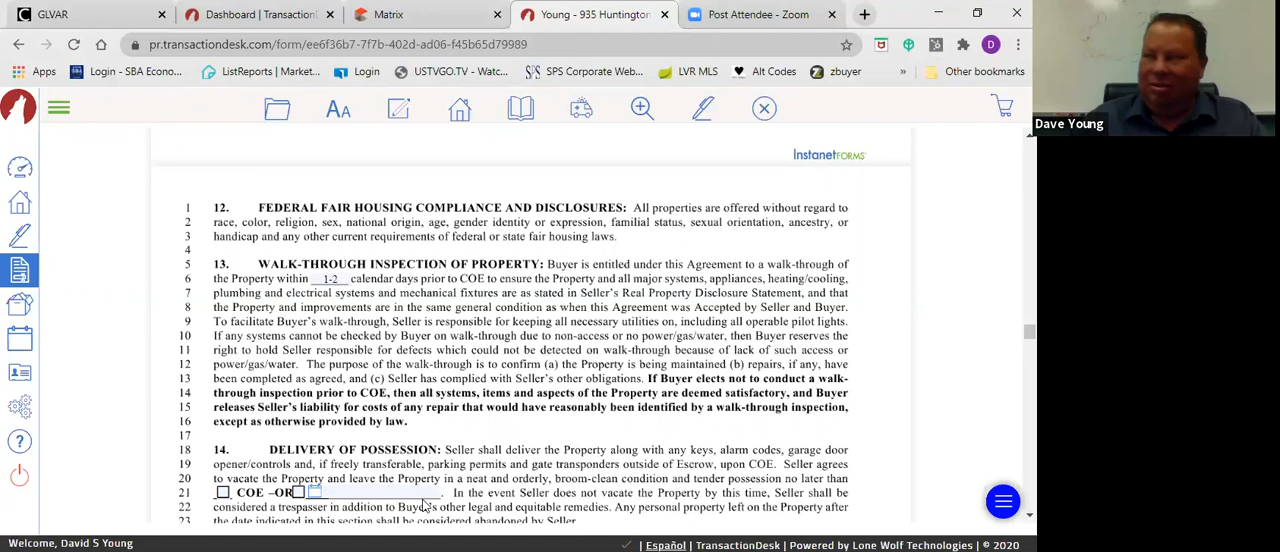 GLVAR
Dashboard | TransactionDesk
Matrix
Young - 935 Huntington
Post Attendee - Zoom
pr.transactiondesk.com/form/ee6f36b7-7f7b-402d-ad06-f45b65d79989
D
Apps
Login - SBA Econo...
ListReports | Market...
Login
USTVGO.TV - Watc...
SPS Corporate Web...
LVR MLS
Alt Codes
zbuyer
»
Other bookmarks
Dave Young
InstanetFORMS
1 12. FEDERAL FAIR HOUSING COMPLIANCE AND DISCLOSURES: All properties are offered without regard to
2 race, color, religion, sex, national origin, age, gender identity or expression, familial status, sexual orientation, ancestry, or
3 handicap and any other current requirements of federal or state fair housing laws.
4
5 13. WALK-THROUGH INSPECTION OF PROPERTY: Buyer is entitled under this Agreement to a walk-through of
6 the Property within 1-2 calendar days prior to COE to ensure the Property and all major systems, appliances, heating/cooling,
7 plumbing and electrical systems and mechanical fixtures are as stated in Seller's Real Property Disclosure Statement, and that
8 the Property and improvements are in the same general condition as when this Agreement was Accepted by Seller and Buyer.
9 To facilitate Buyer's walk-through, Seller is responsible for keeping all necessary utilities on, including all operable pilot lights.
10 If any systems cannot be checked by Buyer on walk-through due to non-access or no power/gas/water, then Buyer reserves the
11 right to hold Seller responsible for defects which could not be detected on walk-through because of lack of such access or
12 power/gas/water. The purpose of the walk-through is to confirm (a) the Property is being maintained (b) repairs, if any, have
13 been completed as agreed, and (c) Seller has complied with Seller's other obligations. If Buyer elects not to conduct a walk-
14 through inspection prior to COE, then all systems, items and aspects of the Property are deemed satisfactory, and Buyer
15 releases Seller's liability for costs of any repair that would have reasonably been identified by a walk-through inspection,
16 except as otherwise provided by law.
17
18 14. DELIVERY OF POSSESSION: Seller shall deliver the Property along with any keys, alarm codes, garage door
19 opener/controls and, if freely transferable, parking permits and gate transponders outside of Escrow, upon COE. Seller agrees
20 to vacate the Property and leave the Property in a neat and orderly, broom-clean condition and tender possession no later than
21 COE –OR . In the event Seller does not vacate the Property by this time, Seller shall be
22 considered a trespasser in addition to Buyer's other legal and equitable remedies. Any personal property left on the Property after
23 the date indicated in this section shall be considered abandoned by Seller.
Welcome, David S Young
| Español | TransactionDesk | Powered by Lone Wolf Technologies | © 2020